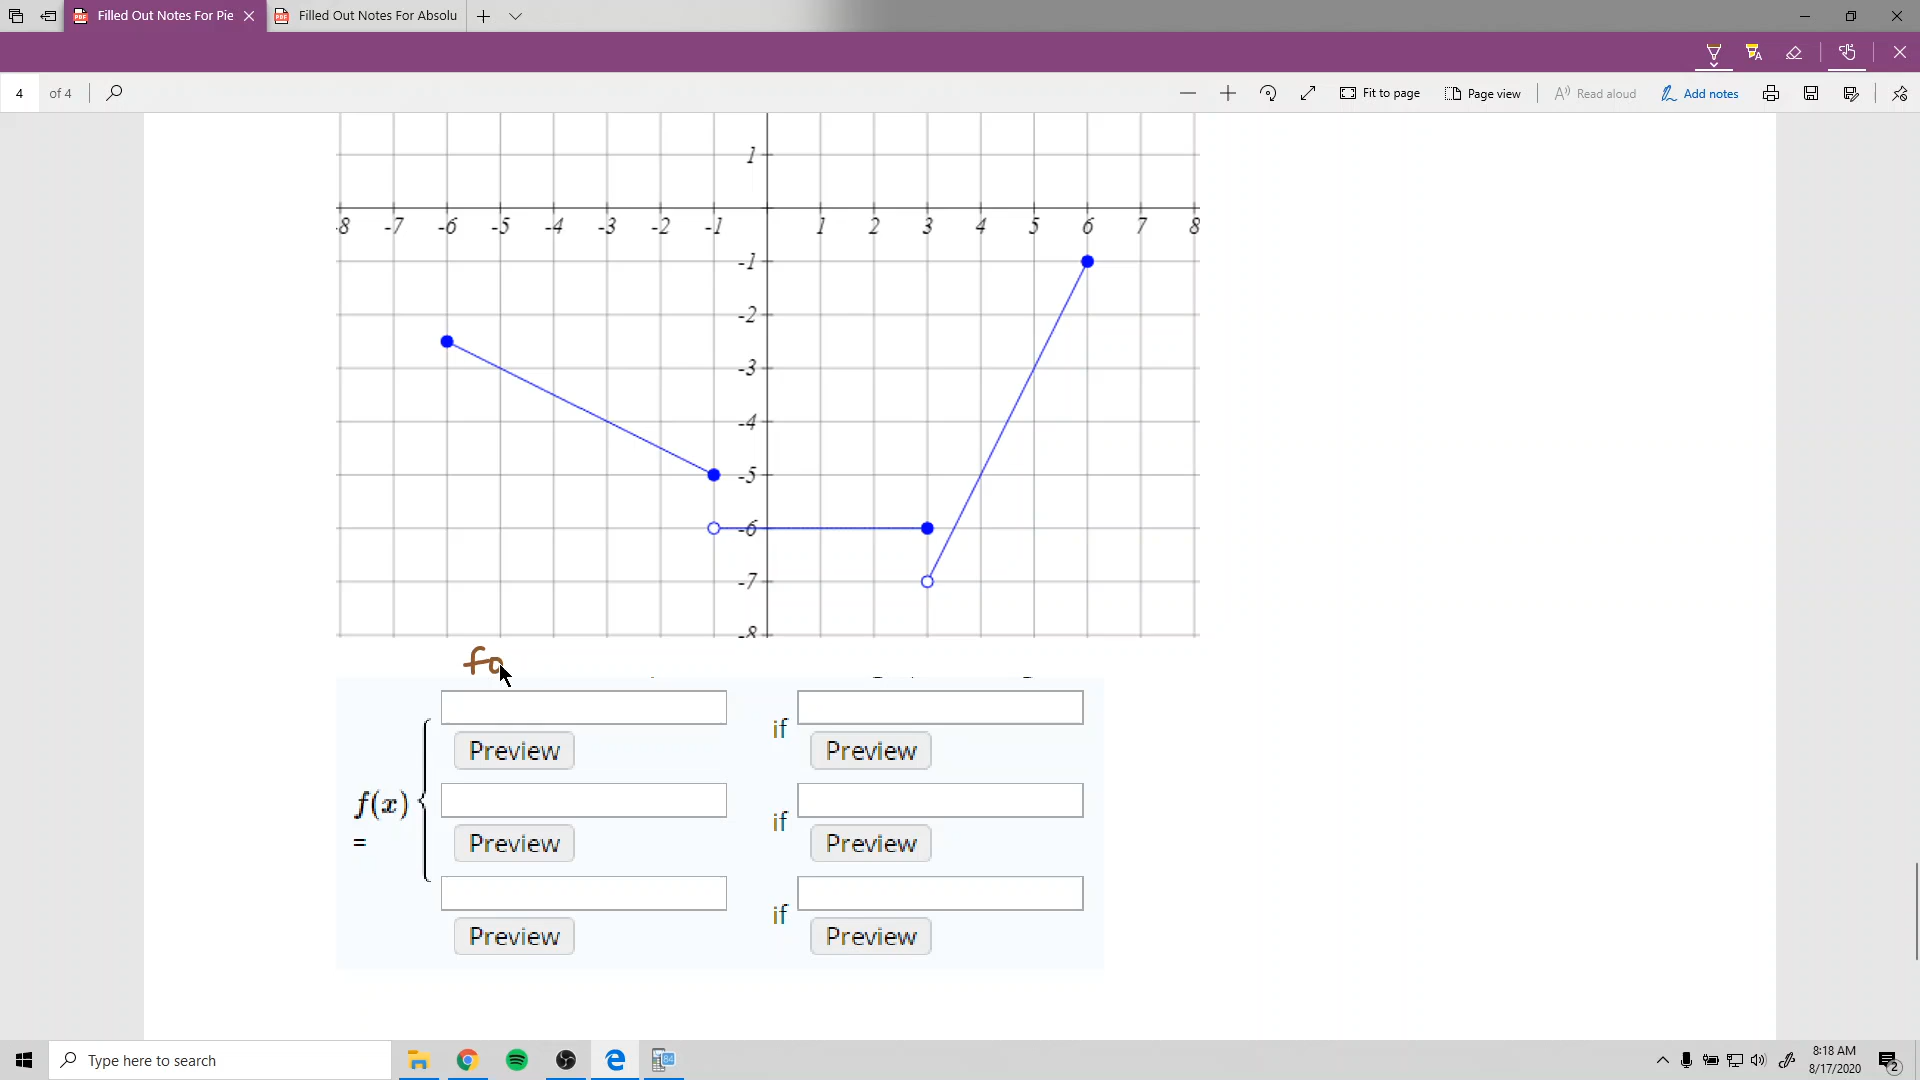 Filled Out Notes For Pie
Filled Out Notes For Absolu
4 of 4
Fit to page
Page view
Read aloud
Add notes
1
-8 -7 -6 -5 -4 -3 -2 -1 1 2 3 4 5 6 7 8
-1
-2
-3
-4
-5
-6
-7
-8
fo
if
Preview Preview
f(x)
=
if
Preview Preview
if
Preview Preview
Type here to search
84
8:18 AM
8/17/2020
2